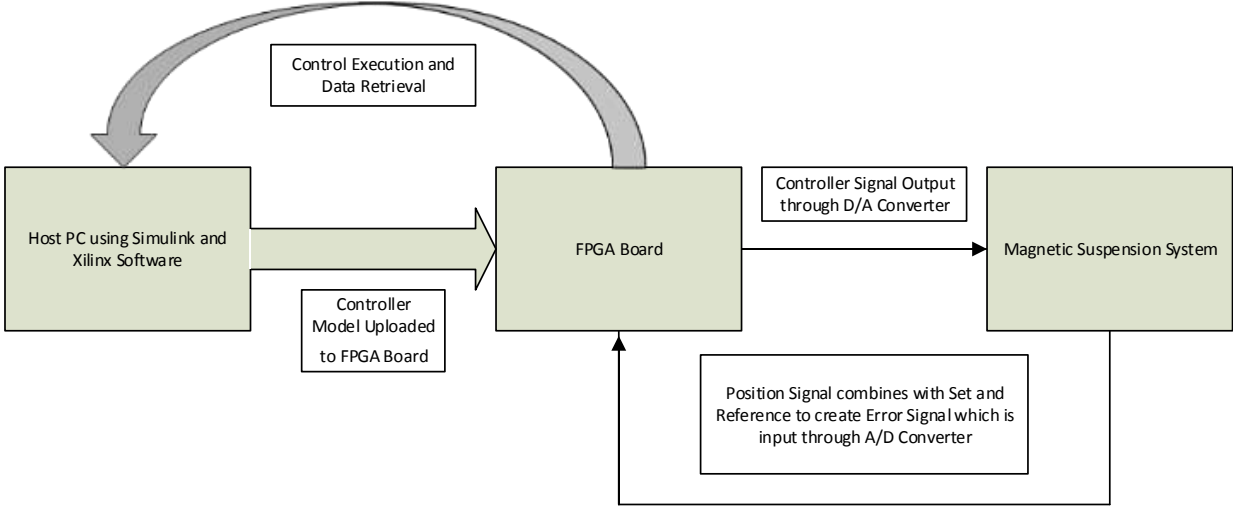 Control Execution and
Data Retrieval
Host PC using Simulink and
Xilinx Software
Controller
Model Uploaded
to FPGA Board
FPGA Board
Controller Signal Output
through D/A Converter
Magnetic Suspension System
Position Signal combines with Set and
Reference to create Error Signal which is
input through A/D Converter